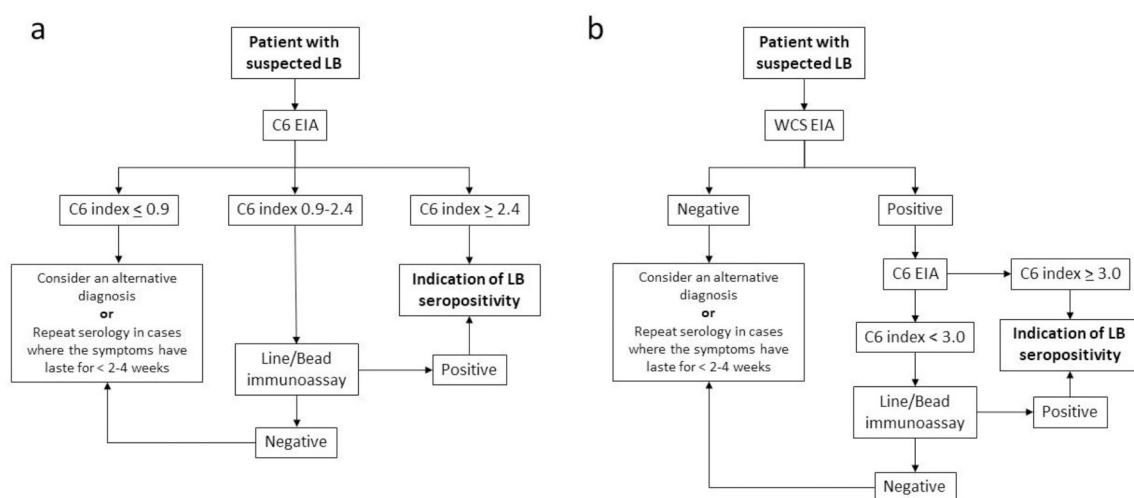 a
Patient with
suspected LB
C6 EIA
C6 index ≤ 0.9
C6 index 0.9-2.4
C6 index ≥ 2.4
Consider an alternative
diagnosis
or
Repeat serology in cases
where the symptoms have
laste for < 2-4 weeks
Indication of LB
seropositivity
Line/Bead
immunoassay
Positive
Negative
b
Patient with
suspected LB
WCS EIA
Negative
Positive
Consider an alternative
diagnosis
or
Repeat serology in cases
where the symptoms have
laste for < 2-4 weeks
C6 EIA
C6 index ≥ 3.0
C6 index < 3.0
Indication of LB
seropositivity
Line/Bead
immunoassay
Positive
Negative